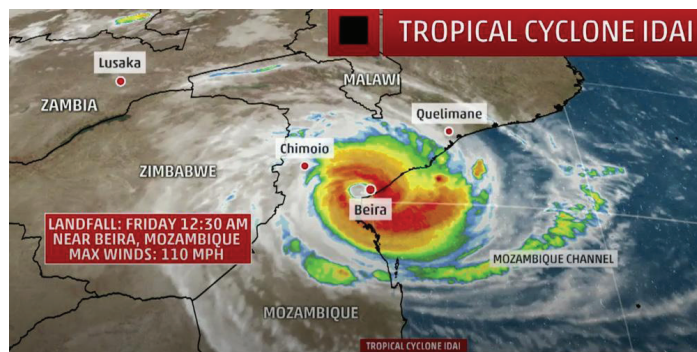 TROPICAL CYCLONE IDAI
Lusaka
ZAMBIA
MALAWI
Quelimane
Chimoio
ZIMBABWE
Beira
LANDFALL: FRIDAY 12:30 AM
NEAR BEIRA, MOZAMBIQUE
MAX WINDS: 110 MPH
MOZAMBIQUE CHANNEL
MOZAMBIQUE
TROPICAL CYCLONE IDAI